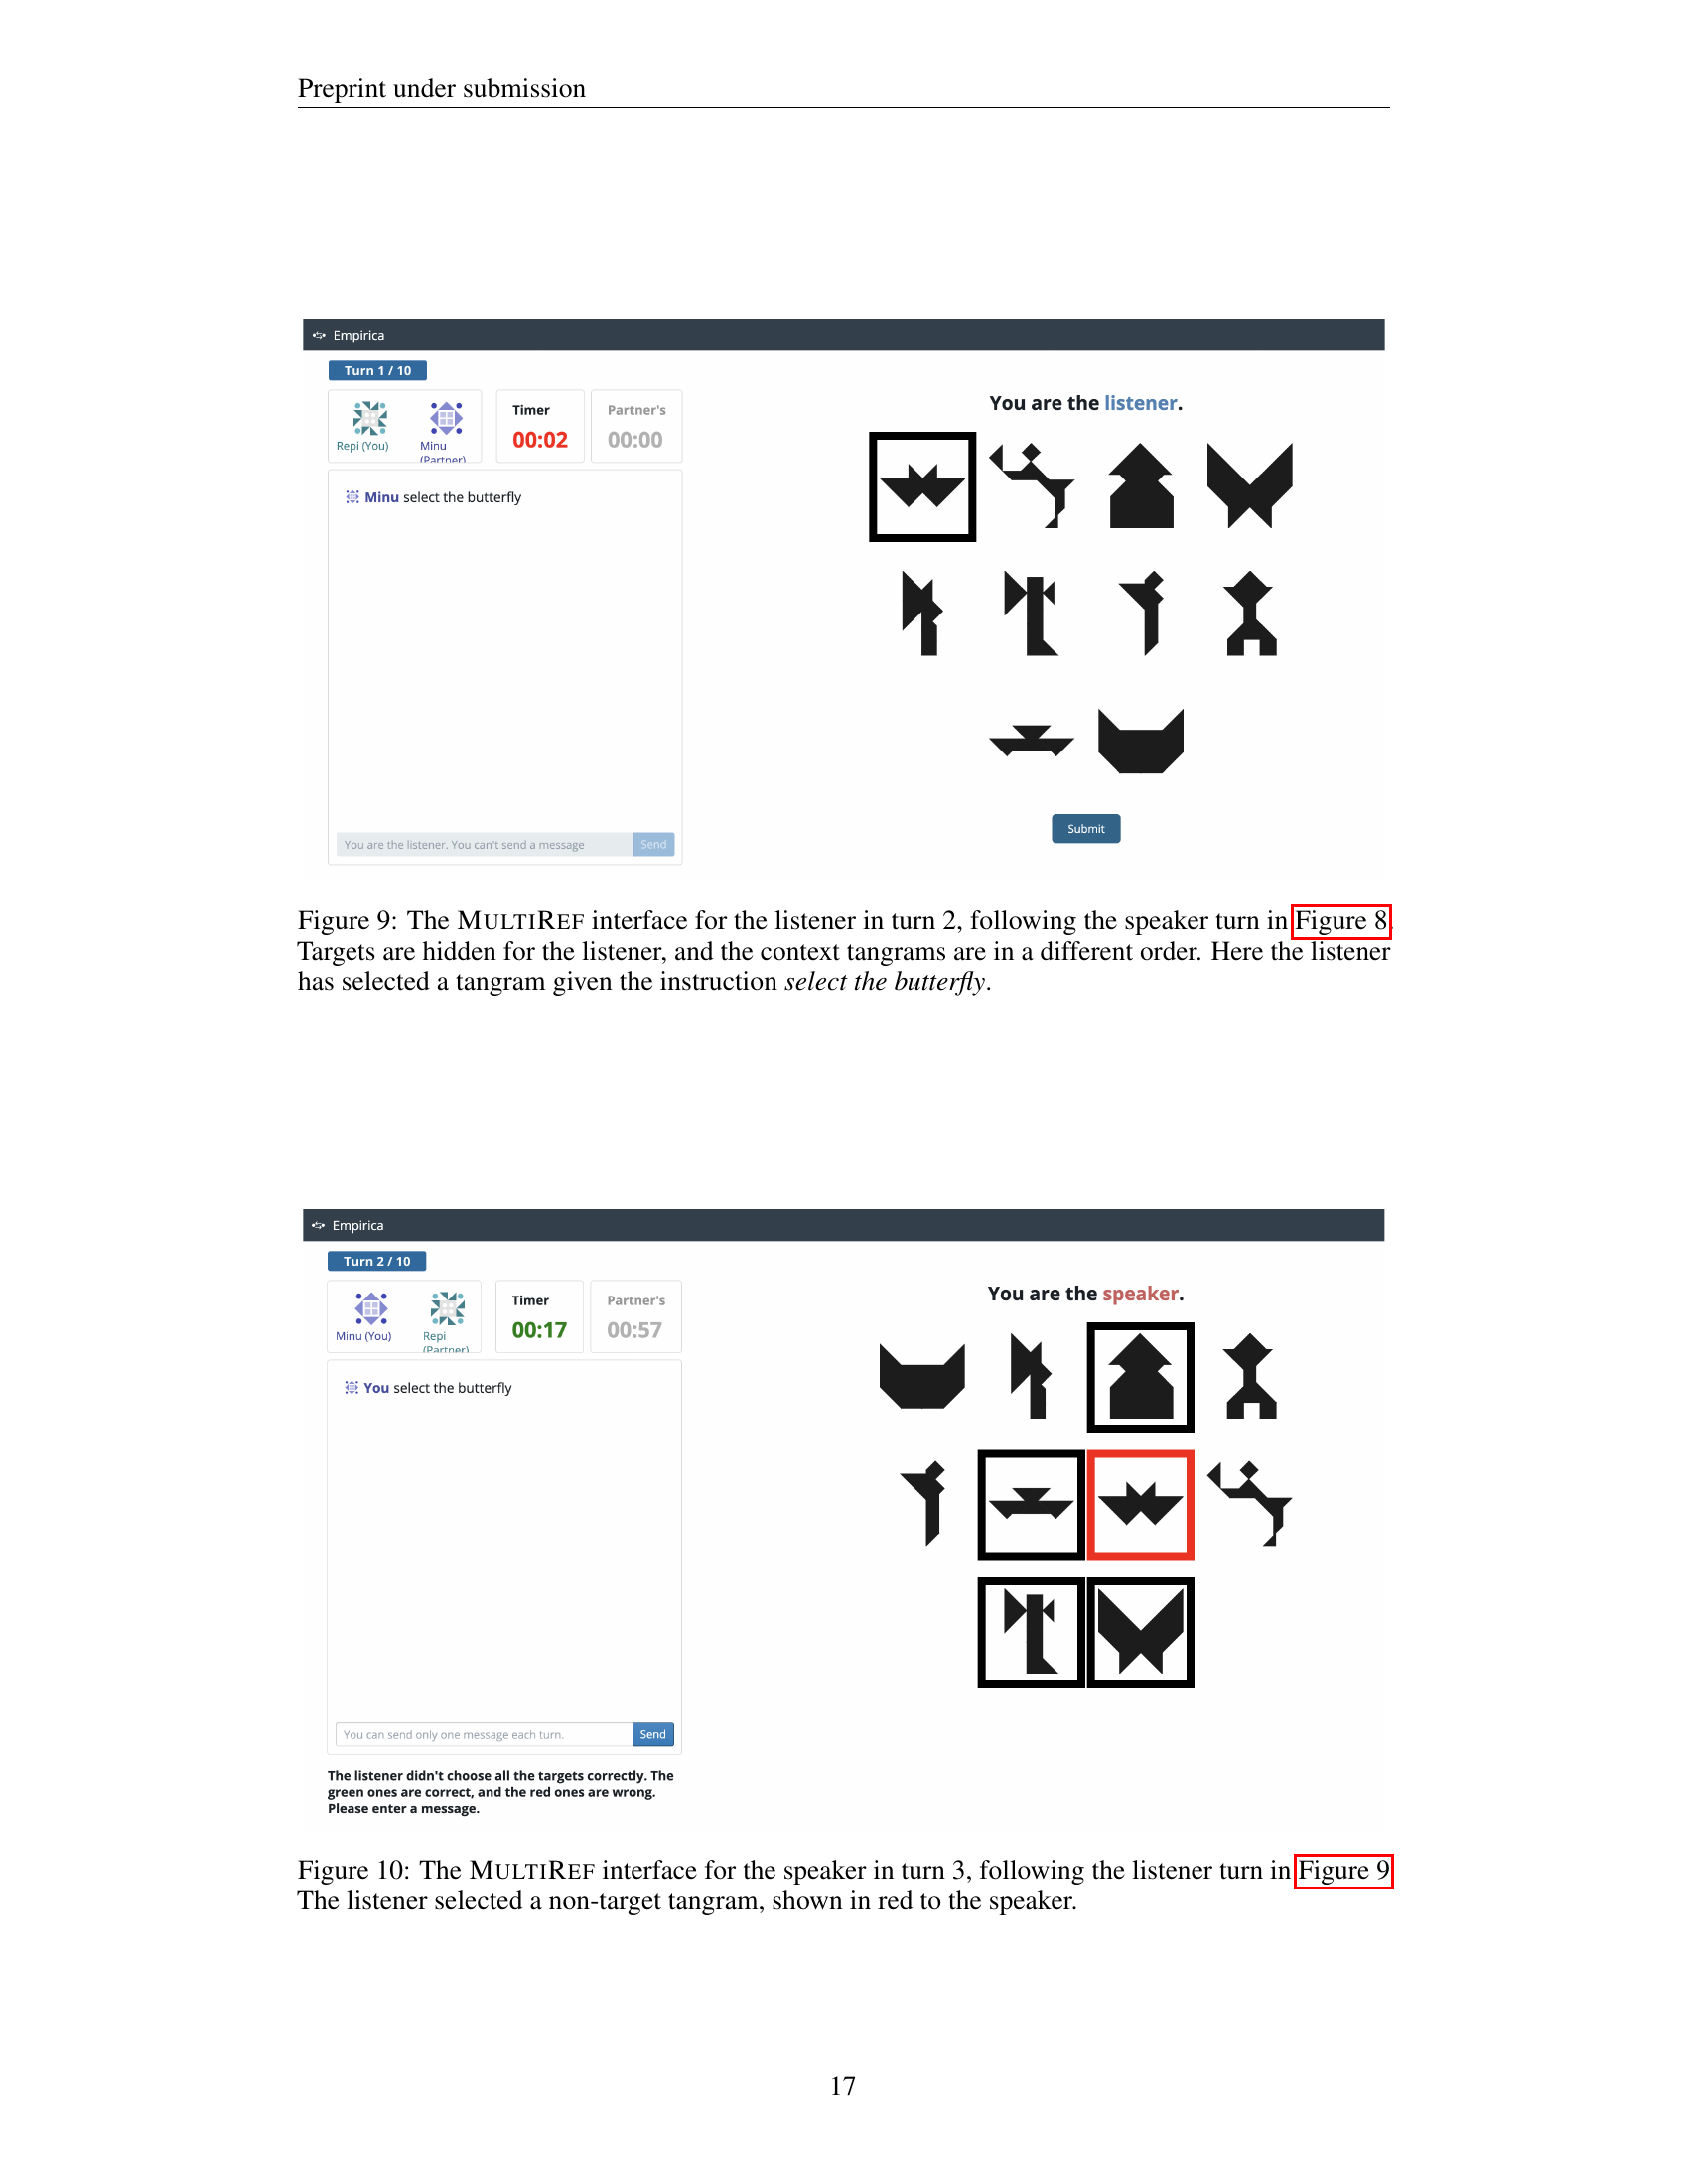 Preprint under submission
Empirica
Turn 1 / 10
Repi (You)
Minu
(Partner)
Timer
00:02
Partner's
00:00
You are the listener.
Minu select the butterfly
You are the listener. You can't send a message
Send
Submit
Figure 9: The MULTIREF interface for the listener in turn 2, following the speaker turn in Figure 8.
Targets are hidden for the listener, and the context tangrams are in a different order. Here the listener
has selected a tangram given the instruction select the butterfly.
Empirica
Turn 2 / 10
Minu (You)
Repi
(Partner)
Timer
00:17
Partner's
00:57
You are the speaker.
You select the butterfly
You can send only one message each turn.
Send
The listener didn't choose all the targets correctly. The
green ones are correct, and the red ones are wrong.
Please enter a message.
Figure 10: The MULTIREF interface for the speaker in turn 3, following the listener turn in Figure 9
The listener selected a non-target tangram, shown in red to the speaker.
17